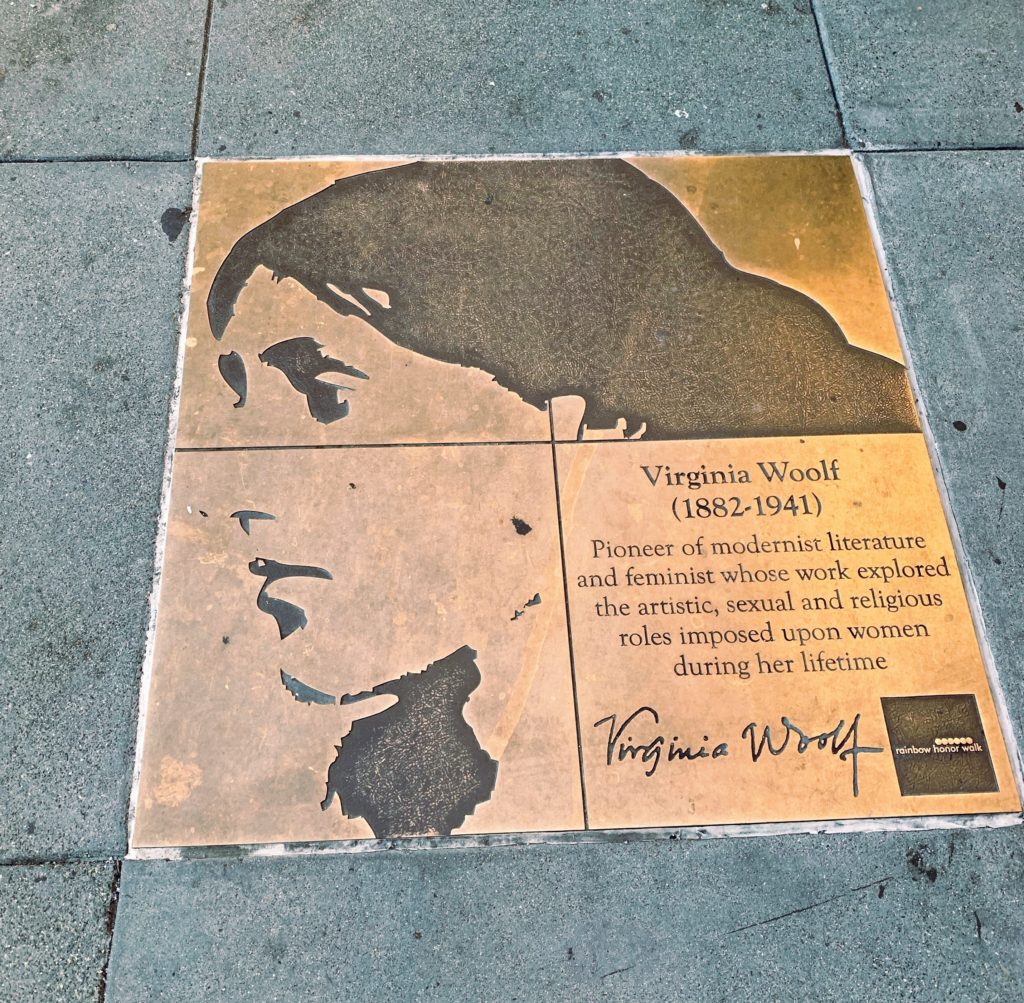 Virginia Woolf
(1882-1941)
Pioneer of modernist literature
and feminist whose work explored
the artistic, sexual and religious
roles imposed upon women
during her lifetime
Virginia Woolf
rainbow honor walk